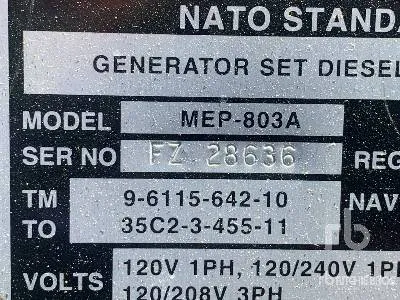 NATO STANDA
GENERATOR SET DIESEL
MODEL MEP-803A
SER NO FZ 28636 REG
TM 9-6115-642-10 NAV
TO 35C2-3-455-11
VOLTS 120V 1PH, 120/240V 1P
120/208V 3PH
rb